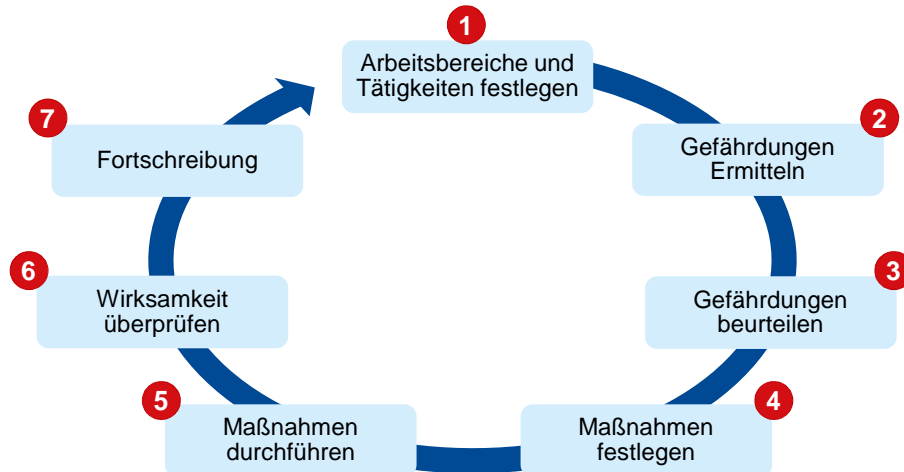 1
Arbeitsbereiche und
Tätigkeiten festlegen
2
Gefährdungen
Ermitteln
3
Gefährdungen
beurteilen
4
Maßnahmen
festlegen
5
Maßnahmen
durchführen
6
Wirksamkeit
überprüfen
7
Fortschreibung